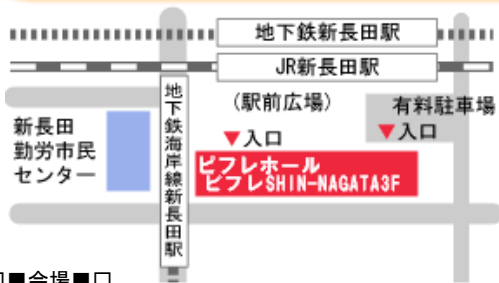 地下鉄新長田駅
JR新長田駅
(駅前広場)
有料駐車場
▼入口
▼入口
新長田
勤労市民
センター
地下鉄海岸線新長田駅
ピフレホール
ピフレSHIN-NAGATA3F
■会場■口